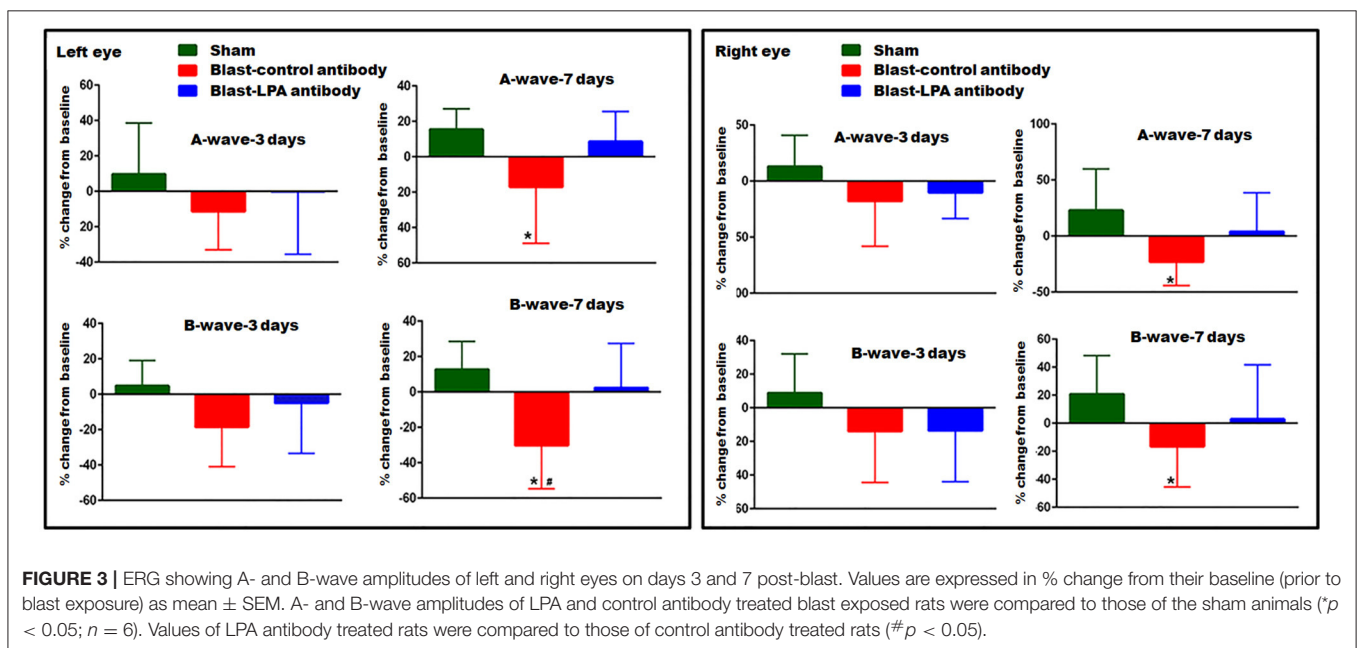 Left eye
Sham
Blast-control antibody
Blast-LPA antibody
A-wave-3 days
% change from baseline
60
40
20
0
20
-40
A-wave-7 days
% change from baseline
40
20
0
20
40
60
*
B-wave-3 days
% change from baseline
40
20
0
-20
-40
-60
B-wave-7 days
% change from baseline
40
20
0
-20
-40
-60
* #
Right eye
Sham
Blast-control antibody
Blast-LPA antibody
A-wave-3 days
% change from baseline
50
0
50
00
A-wave-7 days
% change from baseline
100
50
0
-50
*
B-wave-3 days
% change from baseline
40
20
0
20
40
60
B-wave-7 days
% change from baseline
60
40
20
0
-20
-40
-60
*
FIGURE 3 | ERG showing A- and B-wave amplitudes of left and right eyes on days 3 and 7 post-blast. Values are expressed in % change from their baseline (prior to
blast exposure) as mean ± SEM. A- and B-wave amplitudes of LPA and control antibody treated blast exposed rats were compared to those of the sham animals (*p
< 0.05; n = 6). Values of LPA antibody treated rats were compared to those of control antibody treated rats (#p < 0.05).